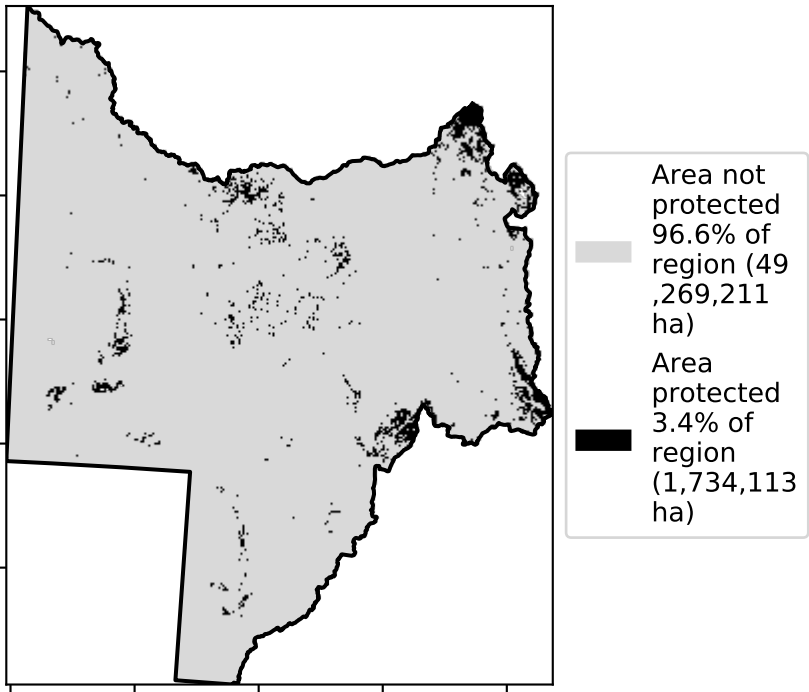 Area not
protected
96.6% of
region (49
,269,211
ha)
Area
protected
3.4% of
region
(1,734,113
ha)